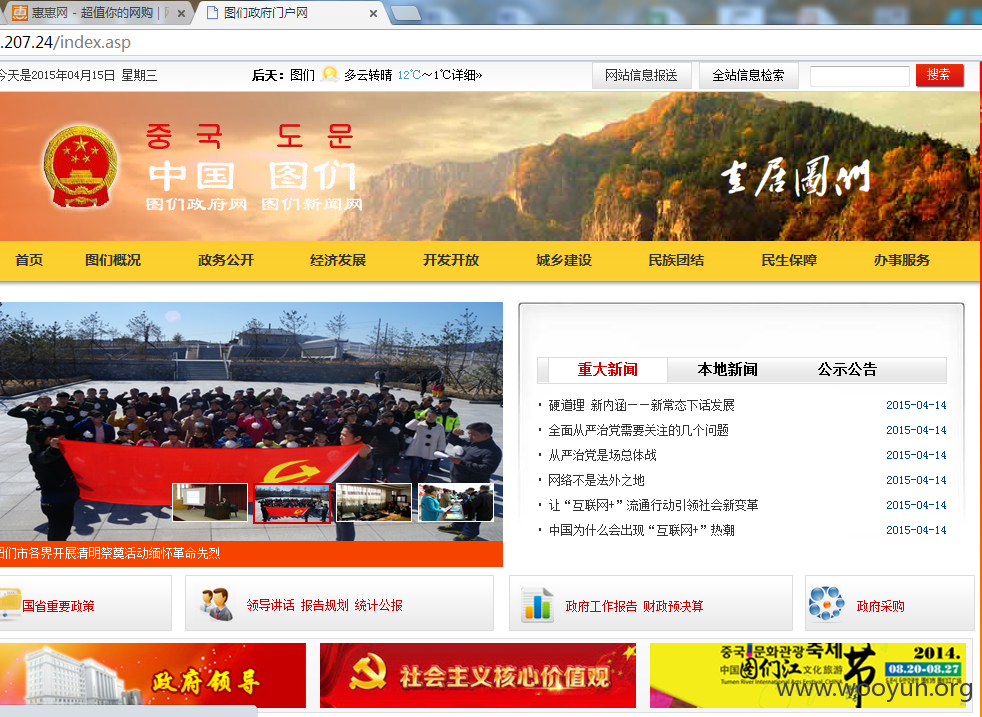 惠惠网 - 超值你的网购
图们政府门户网
.207.24/index.asp
今天是2015年04月15日 星期三
后天：图们 多云转晴 12℃～1℃详细»
网站信息报送
全站信息检索
搜索
중국 도문
中国 图们
图们政府网 图们新闻网
画居圖們
首页
图们概况
政务公开
经济发展
开发开放
城乡建设
民族团结
民生保障
办事服务
图们市各界开展清明祭奠活动缅怀革命先烈
重大新闻
本地新闻
公示公告
· 硬道理 新内涵——新常态下话发展 2015-04-14
· 全面从严治党需要关注的几个问题 2015-04-14
· 从严治党是场总体战 2015-04-14
· 网络不是法外之地 2015-04-14
· 让“互联网+”流通行动引领社会新变革 2015-04-14
· 中国为什么会出现“互联网+”热潮 2015-04-14
国省重要政策
领导讲话 报告规划 统计公报
政府工作报告 财政预决算
政府采购
政府领导
社会主义核心价值观
중국 문화관광축제
中国图们江文化旅游节
2014.
08.20-08.27
www.wooyun.org